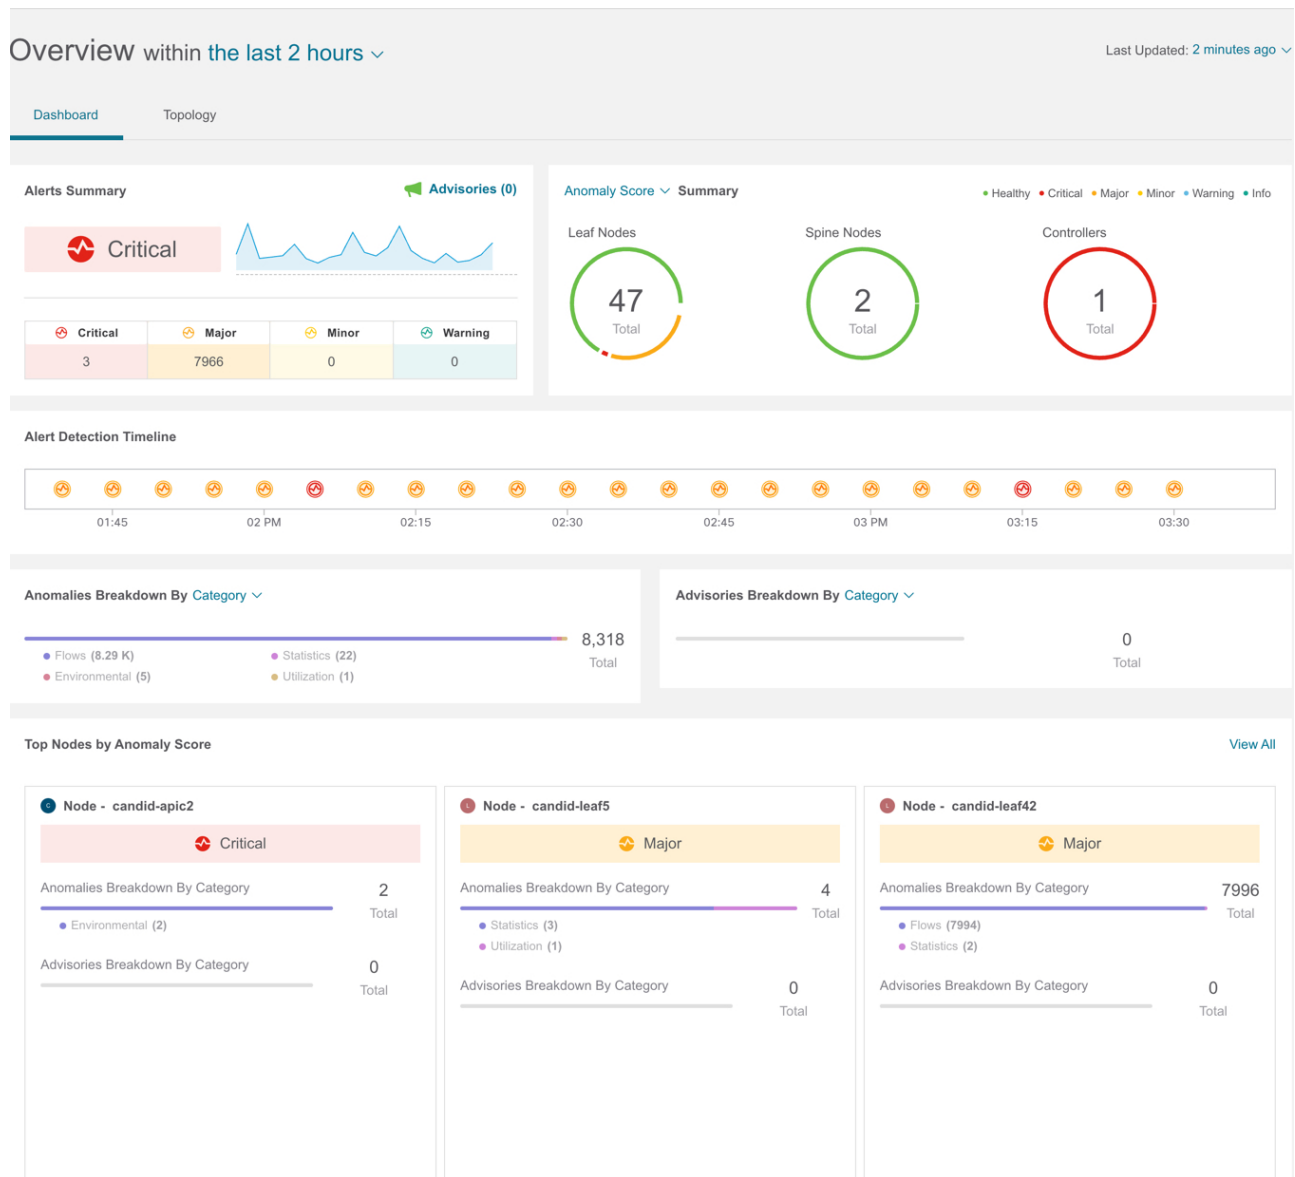 Overview within the last 2 hours
Last Updated: 2 minutes ago
Dashboard
Topology
Alerts Summary
Advisories (0)
Critical
Critical
Major
Minor
Warning
3
7966
0
0
Anomaly Score Summary
Healthy
Critical
Major
Minor
Warning
Info
Leaf Nodes
47
Total
Spine Nodes
2
Total
Controllers
1
Total
Alert Detection Timeline
01:45
02 PM
02:15
02:30
02:45
03 PM
03:15
03:30
Anomalies Breakdown By Category
Flows (8.29 K)
Statistics (22)
Environmental (5)
Utilization (1)
8,318
Total
Advisories Breakdown By Category
0
Total
Top Nodes by Anomaly Score
View All
C
Node - candid-apic2
Critical
Anomalies Breakdown By Category
2
Total
Environmental (2)
Advisories Breakdown By Category
0
Total
L
Node - candid-leaf5
Major
Anomalies Breakdown By Category
4
Total
Statistics (3)
Utilization (1)
Advisories Breakdown By Category
0
Total
L
Node - candid-leaf42
Major
Anomalies Breakdown By Category
7996
Total
Flows (7994)
Statistics (2)
Advisories Breakdown By Category
0
Total